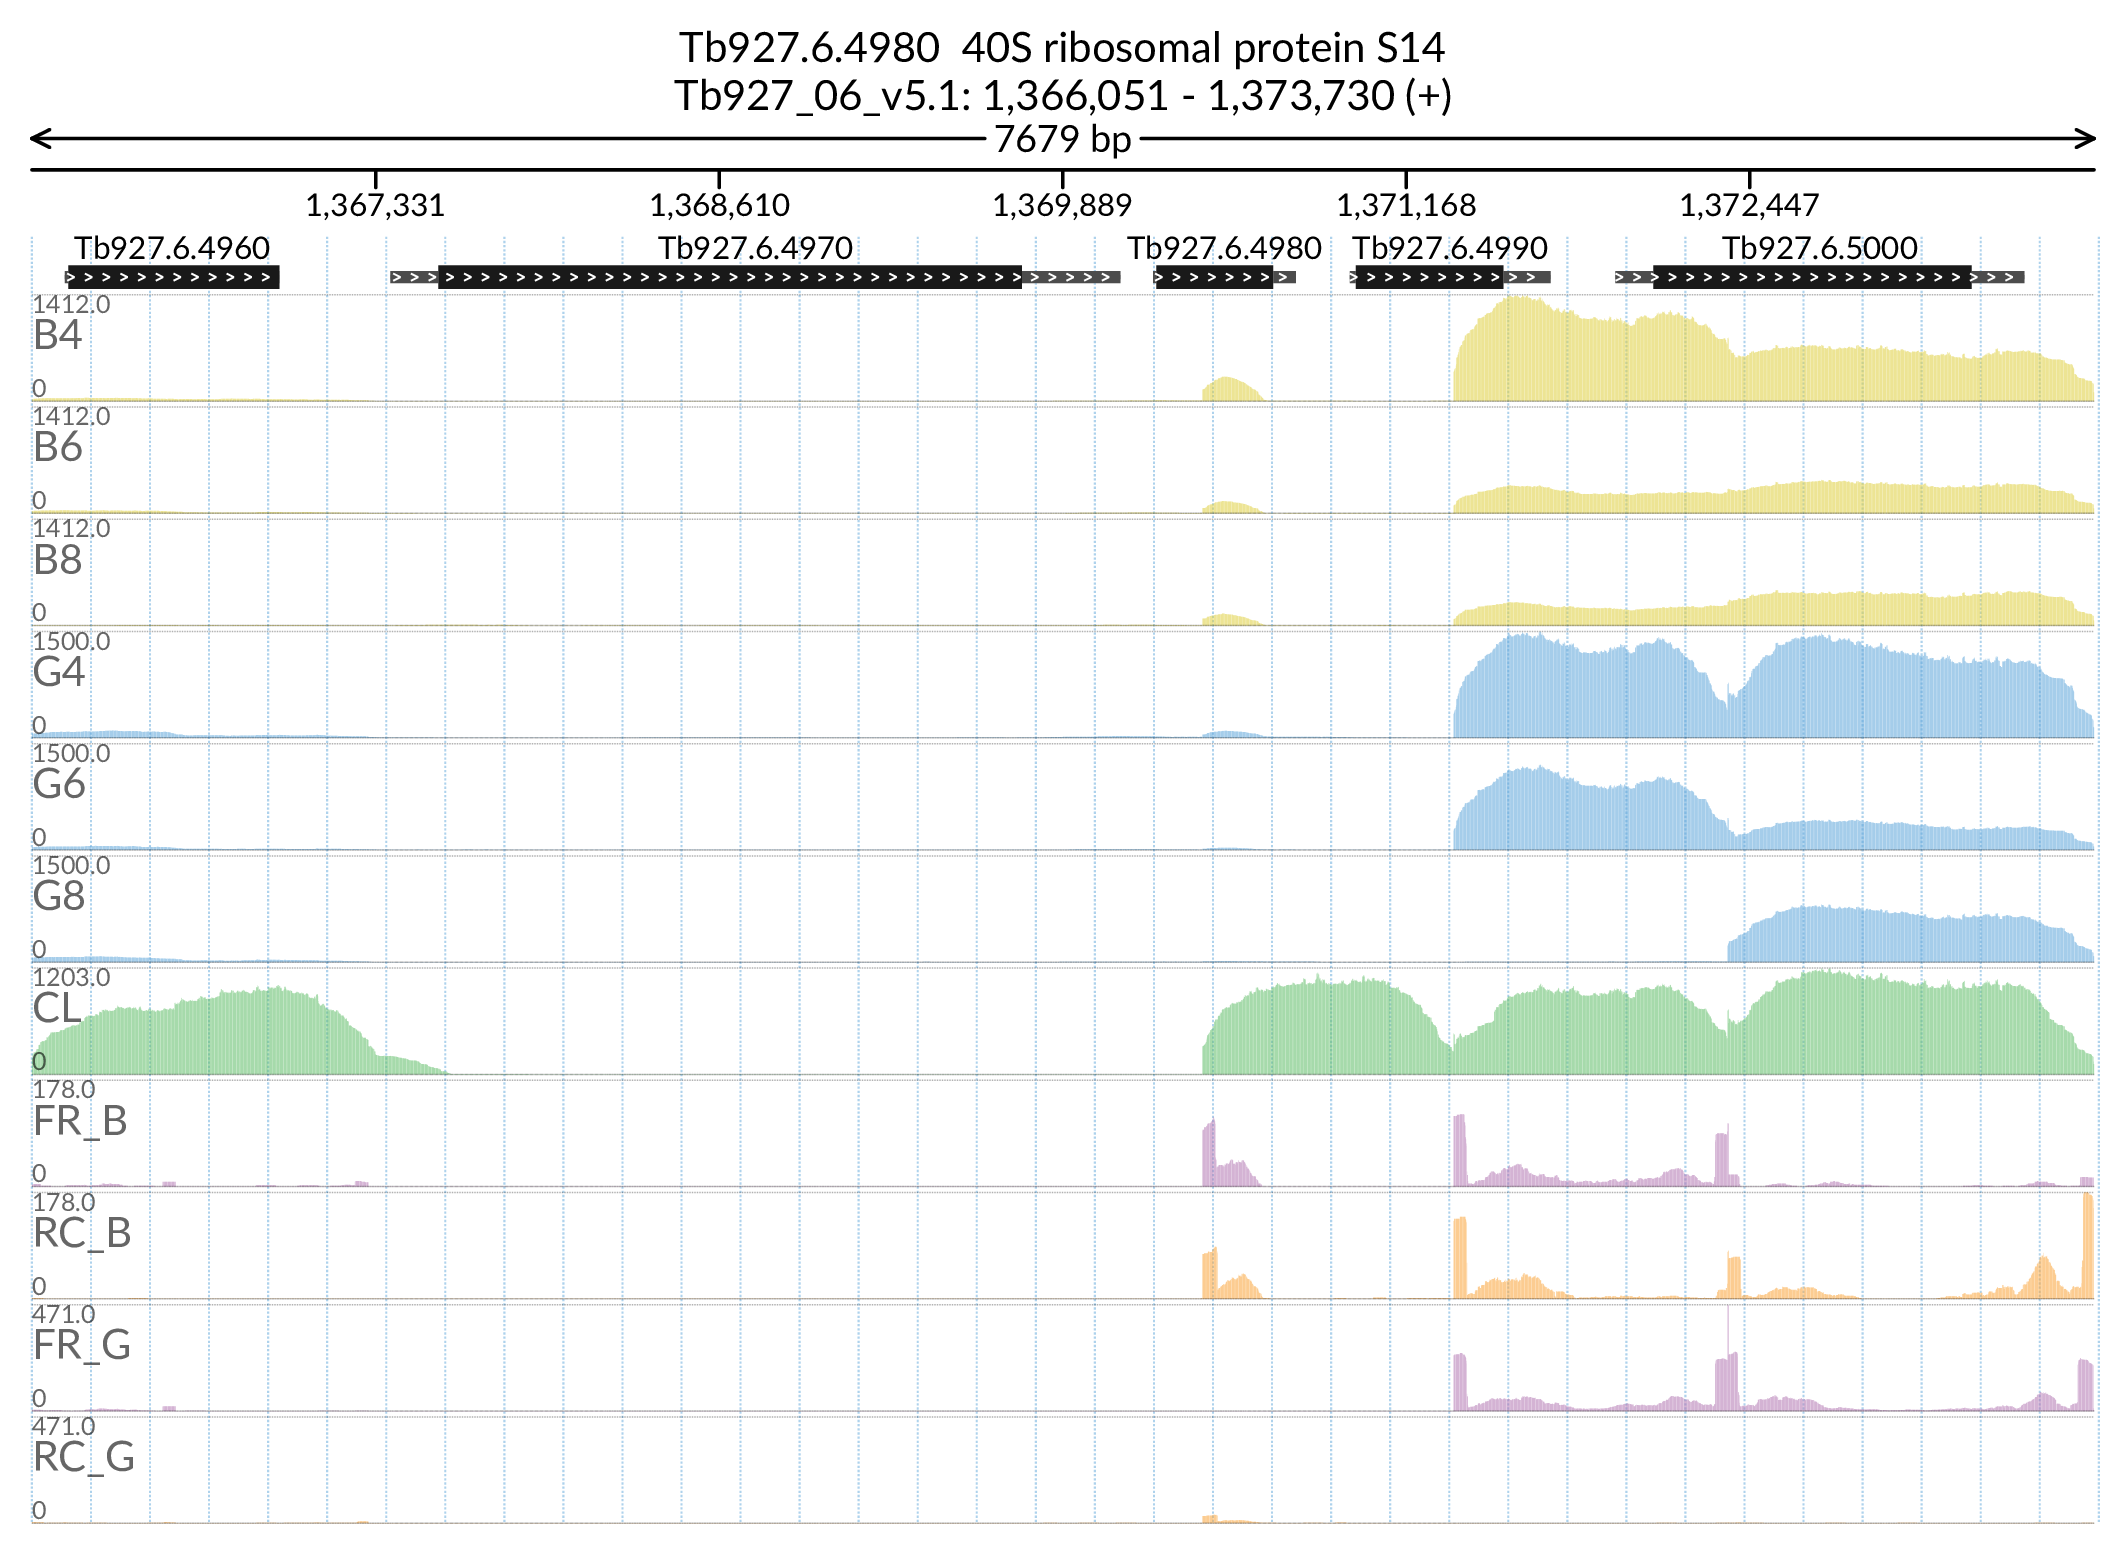 Tb927.6.4980  40S ribosomal protein S14
Tb927_06_v5.1: 1,366,051 - 1,373,730 (+)
7679 bp
1,367,331 1,368,610 1,369,889 1,371,168 1,372,447
Tb927.6.4960 Tb927.6.4970 Tb927.6.4980 Tb927.6.4990 Tb927.6.5000
1412.0
B4
0
1412.0
B6
0
1412.0
B8
0
1500.0
G4
0
1500.0
G6
0
1500.0
G8
0
1203.0
CL
0
178.0
FR_B
0
178.0
RC_B
0
471.0
FR_G
0
471.0
RC_G
0